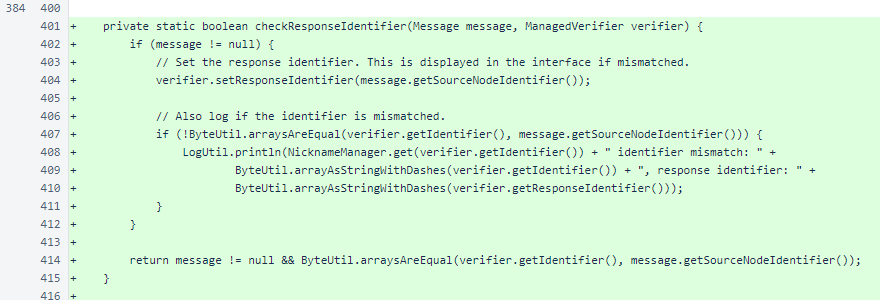 384 400
401 + private static boolean checkResponseIdentifier(Message message, ManagedVerifier verifier) {
402 + if (message != null) {
403 + // Set the response identifier. This is displayed in the interface if mismatched.
404 + verifier.setResponseIdentifier(message.getSourceNodeIdentifier());
405 +
406 + // Also log if the identifier is mismatched.
407 + if (!ByteUtil.arraysAreEqual(verifier.getIdentifier(), message.getSourceNodeIdentifier())) {
408 + LogUtil.println(NicknameManager.get(verifier.getIdentifier()) + " identifier mismatch: " +
409 + ByteUtil.arrayAsStringWithDashes(verifier.getIdentifier()) + ", response identifier: " +
410 + ByteUtil.arrayAsStringWithDashes(verifier.getResponseIdentifier()));
411 + }
412 + }
413 +
414 + return message != null && ByteUtil.arraysAreEqual(verifier.getIdentifier(), message.getSourceNodeIdentifier());
415 + }
416 +